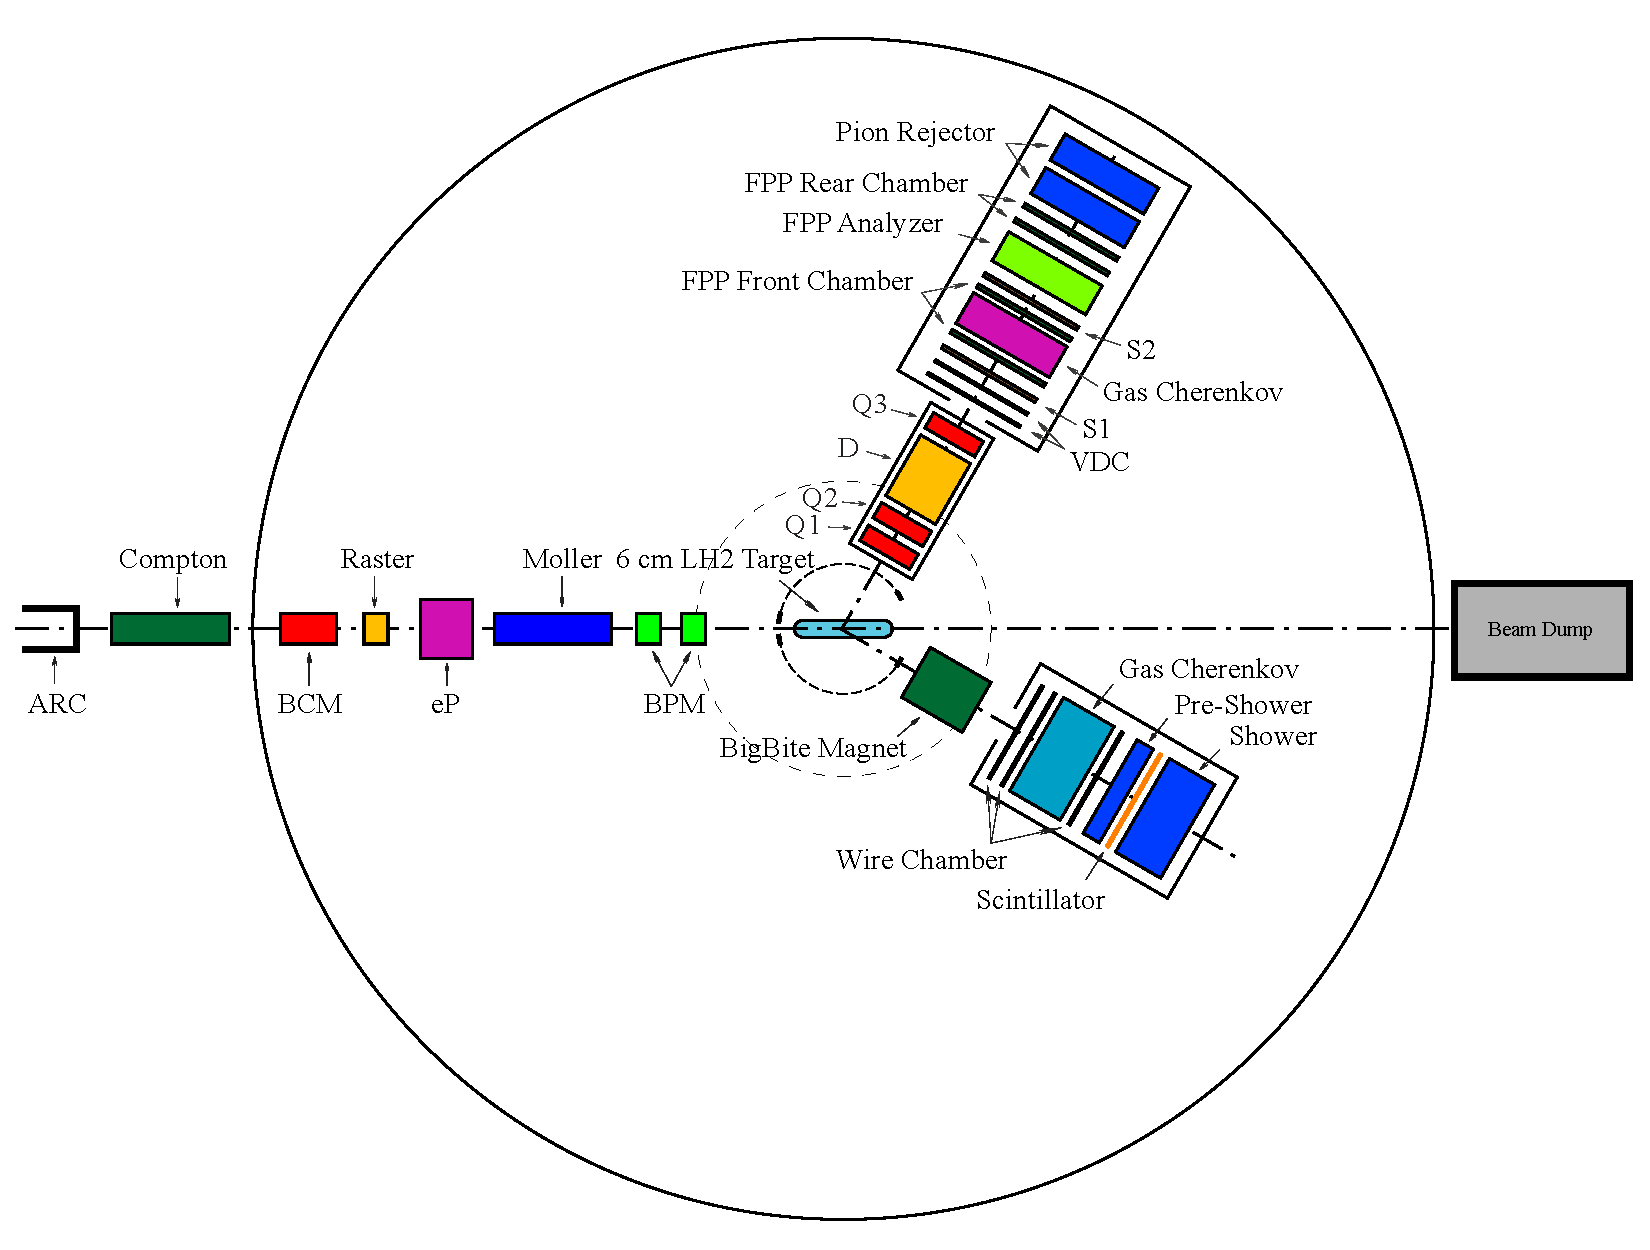 Pion Rejector
FPP Rear Chamber
FPP Analyzer
FPP Front Chamber
S2
Gas Cherenkov
S1
VDC
Q3
D
Q2
Q1
Compton
Raster
Moller
6 cm LH2 Target
Beam Dump
ARC
BCM
eP
BPM
BigBite Magnet
Gas Cherenkov
Pre-Shower
Shower
Wire Chamber
Scintillator